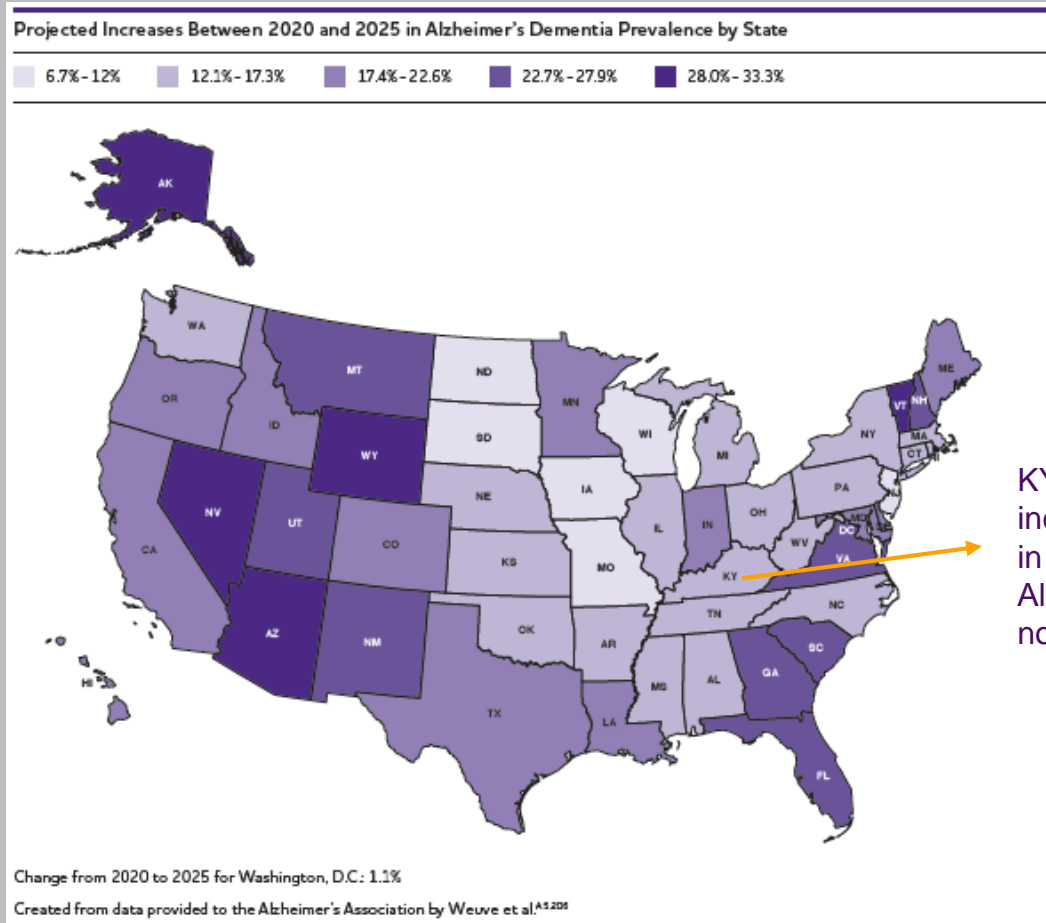 Projected Increases Between 2020 and 2025 in Alzheimer's Dementia Prevalence by State
6.7%-12% 12.1%-17.3% 17.4%-22.6% 22.7%-27.9% 28.0%-33.3%
AK
WA
MT
ND
MN
ME
OR
ID
SD
WI
VT
NH
WY
MI
NY
MA
CT
NE
IA
PA
NJ
NV
UT
CO
IL
IN
OH
MD
DC
CA
KS
MO
WV
VA
KY
AZ
NM
OK
AR
TN
NC
MS
AL
GA
SC
HI
TX
LA
FL
KY
in
Change from 2020 to 2025 for Washington, D.C.: 1.1%
Created from data provided to the Alzheimer's Association by Weuve et al.